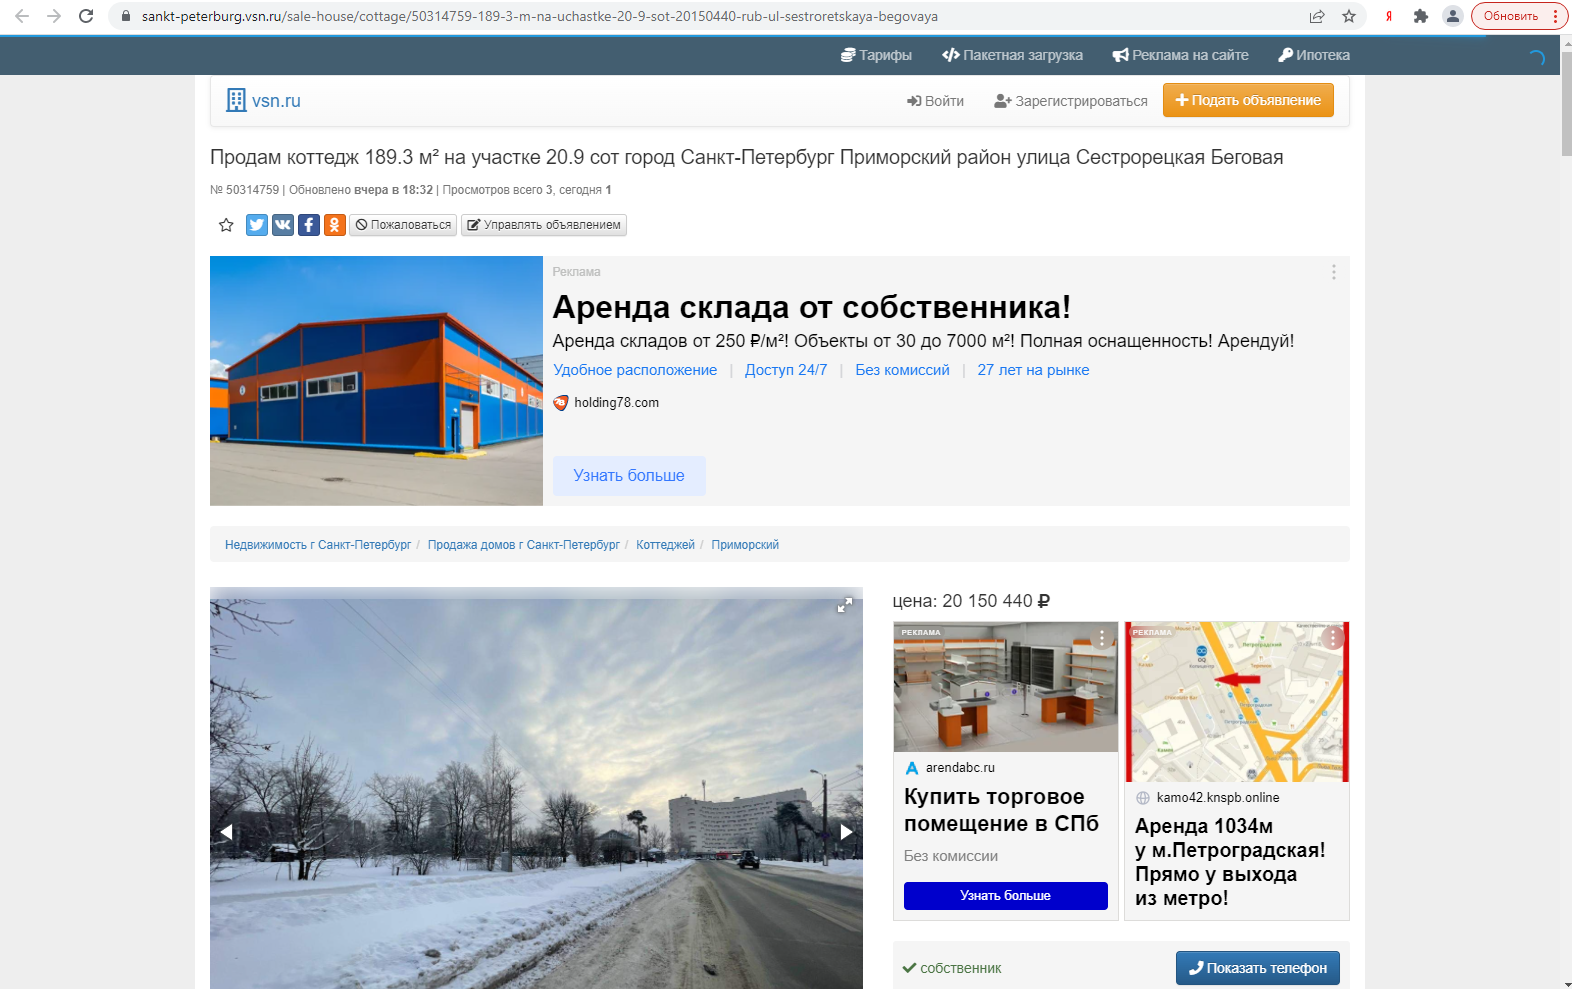 sankt-peterburg.vsn.ru/sale-house/cottage/50314759-189-3-m-na-uchastke-20-9-sot-20150440-rub-ul-sestroretskaya-begovaya
Я
Обновить
Тарифы
Пакетная загрузка
Реклама на сайте
Ипотека
vsn.ru
Войти
Зарегистрироваться
Подать объявление
Продам коттедж 189.3 м² на участке 20.9 сот город Санкт-Петербург Приморский район улица Сестрорецкая Беговая
№ 50314759 | Обновлено вчера в 18:32 | Просмотров всего 3, сегодня 1
Пожаловаться
Управлять объявлением
Реклама
Аренда склада от собственника!
Аренда складов от 250 ₽/м²! Объекты от 30 до 7000 м²! Полная оснащенность! Арендуй!
Удобное расположение | Доступ 24/7 | Без комиссий | 27 лет на рынке
holding78.com
Узнать больше
Недвижимость г Санкт-Петербург / Продажа домов г Санкт-Петербург / Коттеджей / Приморский
цена: 20 150 440 ₽
РЕКЛАМА
arendabc.ru
Купить торговое
помещение в СПб
Без комиссии
Узнать больше
РЕКЛАМА
Петроградский
kamo42.knspb.online
Аренда 1034м
у м.Петроградская!
Прямо у выхода
из метро!
собственник
Показать телефон